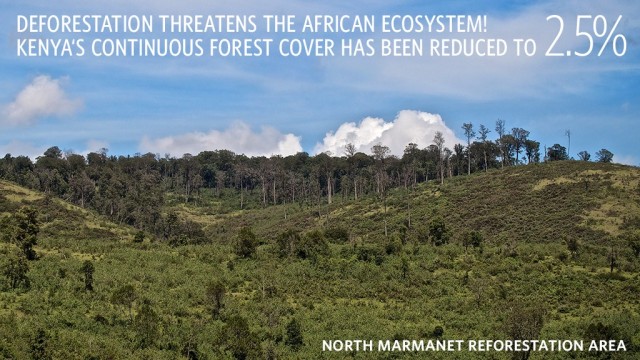 DEFORESTATION THREATENS THE AFRICAN ECOSYSTEM!
KENYA'S CONTINUOUS FOREST COVER HAS BEEN REDUCED TO 2.5%
NORTH MARMANET REFORESTATION AREA